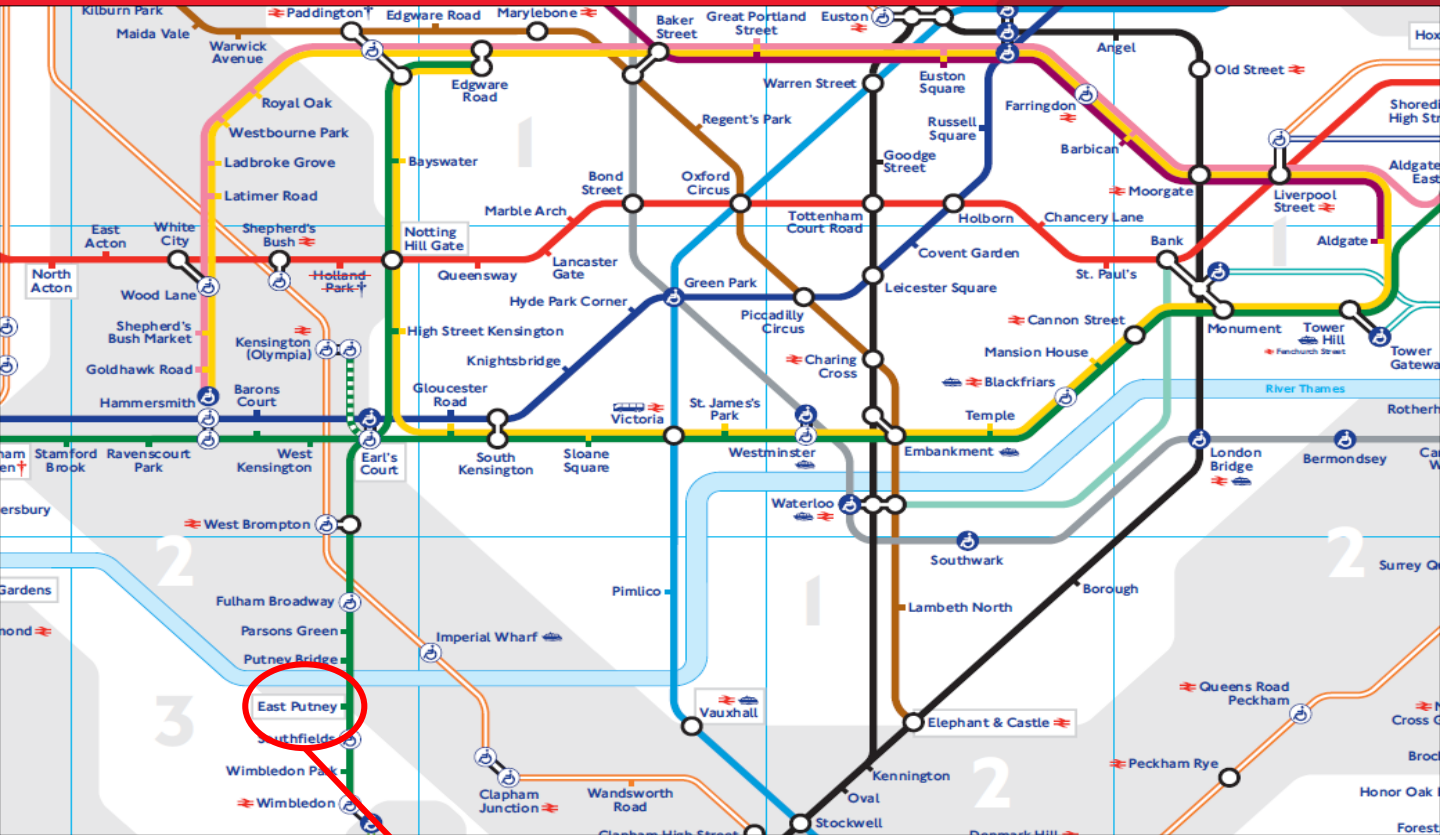 Kilburn Park
Paddington†
Edgware Road
Marylebone
Baker
Street
Great Portland
Street
Euston
Maida Vale
Warwick
Avenue
Angel
Old Street
Edgware
Road
Warren Street
Euston
Square
Farringdon
Royal Oak
Regent's Park
Russell
Square
Westbourne Park
1
Barbican
Ladbroke Grove
Bayswater
Goodge
Street
Latimer Road
Bond
Street
Oxford
Circus
Moorgate
Liverpool
Street
Marble Arch
Tottenham
Court Road
Holborn
Chancery Lane
East
Acton
White
City
Shepherd's
Bush
Notting
Hill Gate
Bank
1
Aldgate
North
Acton
Holland
Park†
Queensway
Lancaster
Gate
Covent Garden
St. Paul's
Wood Lane
Hyde Park Corner
Green Park
Leicester Square
Shepherd's
Bush Market
High Street Kensington
Piccadilly
Circus
Cannon Street
Monument
Tower
Hill
Fenchurch Street
Kensington
(Olympia)
Knightsbridge
Charing
Cross
Mansion House
Tower
Goldhawk Road
Blackfriars
River Thames
Hammersmith
Barons
Court
Gloucester
Road
Victoria
St. James's
Park
Temple
Stamford
Brook
Ravenscourt
Park
West
Kensington
Earl's
Court
South
Kensington
Sloane
Square
Westminster
Embankment
London
Bridge
Bermondsey
West Brompton
Waterloo
2
Southwark
2
Gardens
Pimlico
1
Borough
Surrey
Fulham Broadway
Lambeth North
Parsons Green
Imperial Wharf
Putney Bridge
East Putney
3
Vauxhall
Elephant & Castle
Queens Road
Peckham
Southfields
Wimbledon Park
Kennington
2
Peckham Rye
Wimbledon
Clapham
Junction
Wandsworth
Road
Oval
Honor Oak
Stockwell
Clapham High Street
Denmark Hill